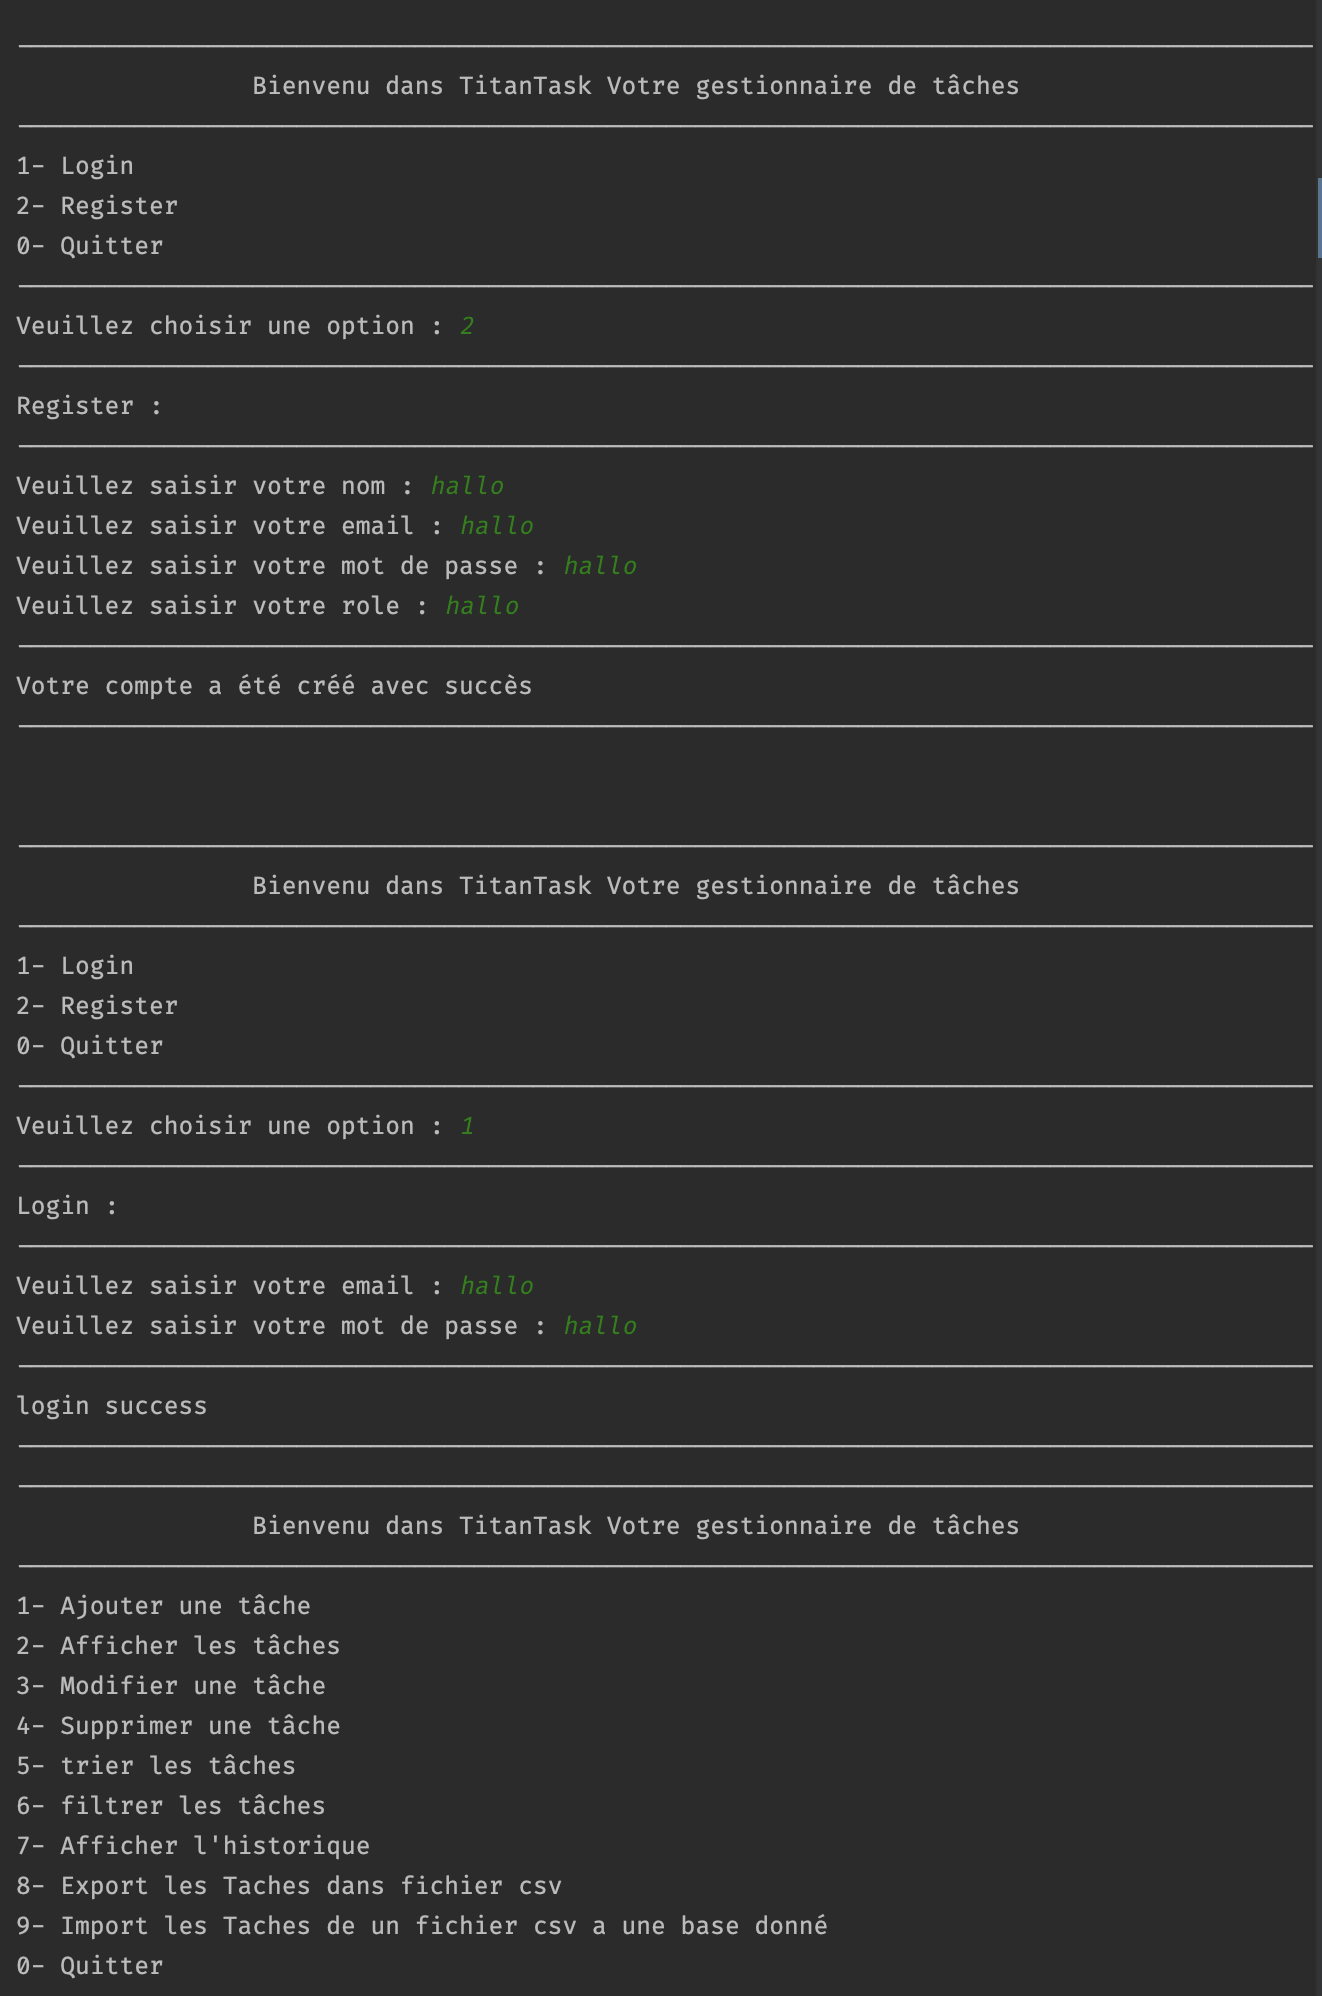 Bienvenu dans TitanTask Votre gestionnaire de tâches
1- Login
2- Register
0- Quitter
Veuillez choisir une option : 2
Register :
Veuillez saisir votre nom : hallo
Veuillez saisir votre email : hallo
Veuillez saisir votre mot de passe : hallo
Veuillez saisir votre role : hallo
Votre compte a été créé avec succès
Bienvenu dans TitanTask Votre gestionnaire de tâches
1- Login
2- Register
0- Quitter
Veuillez choisir une option : 1
Login :
Veuillez saisir votre email : hallo
Veuillez saisir votre mot de passe : hallo
login success
Bienvenu dans TitanTask Votre gestionnaire de tâches
1- Ajouter une tâche
2- Afficher les tâches
3- Modifier une tâche
4- Supprimer une tâche
5- trier les tâches
6- filtrer les tâches
7- Afficher l'historique
8- Export les Taches dans fichier csv
9- Import les Taches de un fichier csv a une base donné
0- Quitter